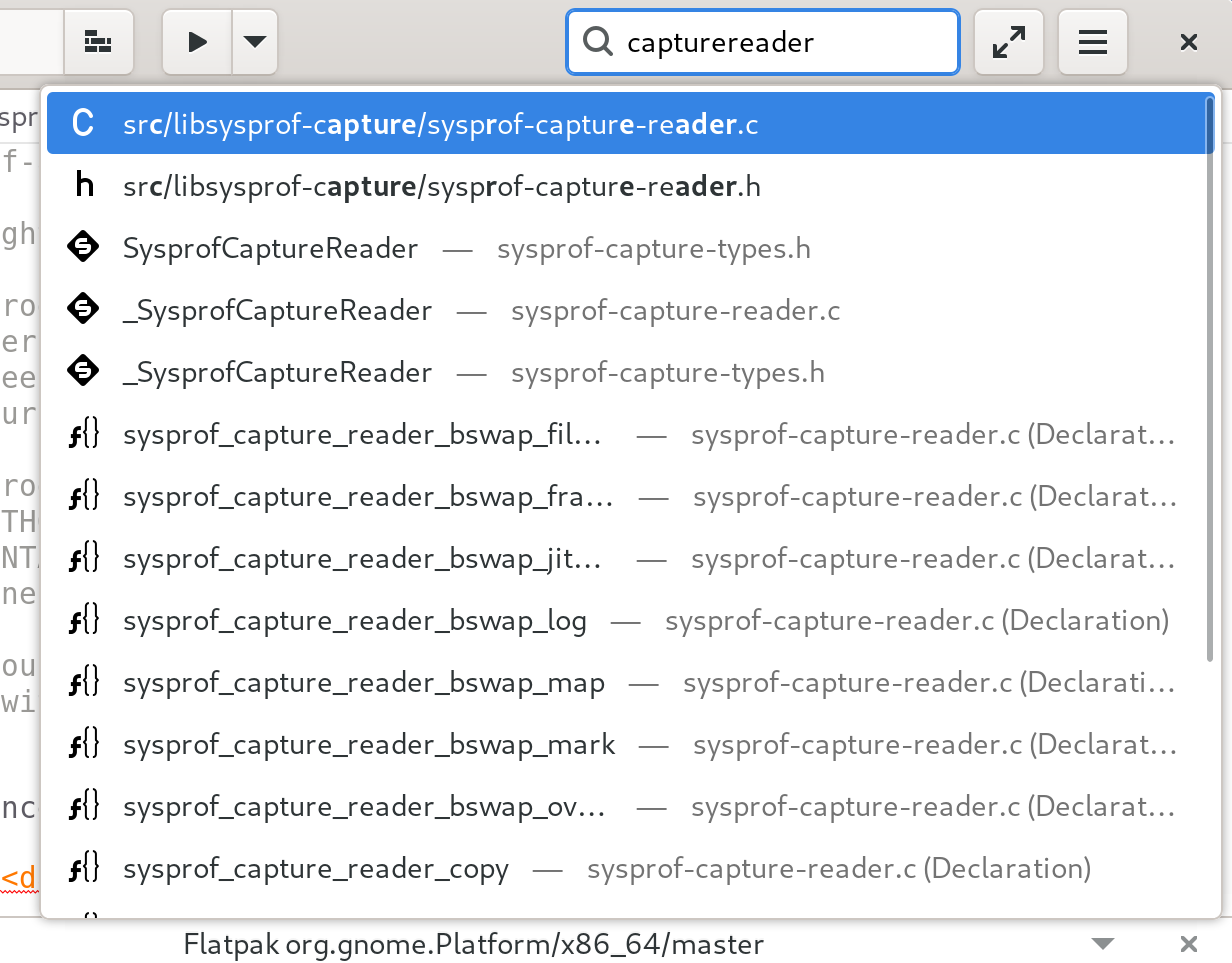 capturereader
spr
C src/libsysprof-capture/sysprof-capture-reader.c
f-
h src/libsysprof-capture/sysprof-capture-reader.h
gh
SysprofCaptureReader — sysprof-capture-types.h
ro
_SysprofCaptureReader — sysprof-capture-reader.c
er
ee
_SysprofCaptureReader — sysprof-capture-types.h
ur
f{} sysprof_capture_reader_bswap_fil... — sysprof-capture-reader.c (Declarat...
ro
f{} sysprof_capture_reader_bswap_fra... — sysprof-capture-reader.c (Declarat...
TH
NT
f{} sysprof_capture_reader_bswap_jit... — sysprof-capture-reader.c (Declarat...
ne
f{} sysprof_capture_reader_bswap_log — sysprof-capture-reader.c (Declaration)
ou
f{} sysprof_capture_reader_bswap_map — sysprof-capture-reader.c (Declarati...
wi
f{} sysprof_capture_reader_bswap_mark — sysprof-capture-reader.c (Declarat...
nc
f{} sysprof_capture_reader_bswap_ov... — sysprof-capture-reader.c (Declarat...
<d
f{} sysprof_capture_reader_copy — sysprof-capture-reader.c (Declaration)
Flatpak org.gnome.Platform/x86_64/master